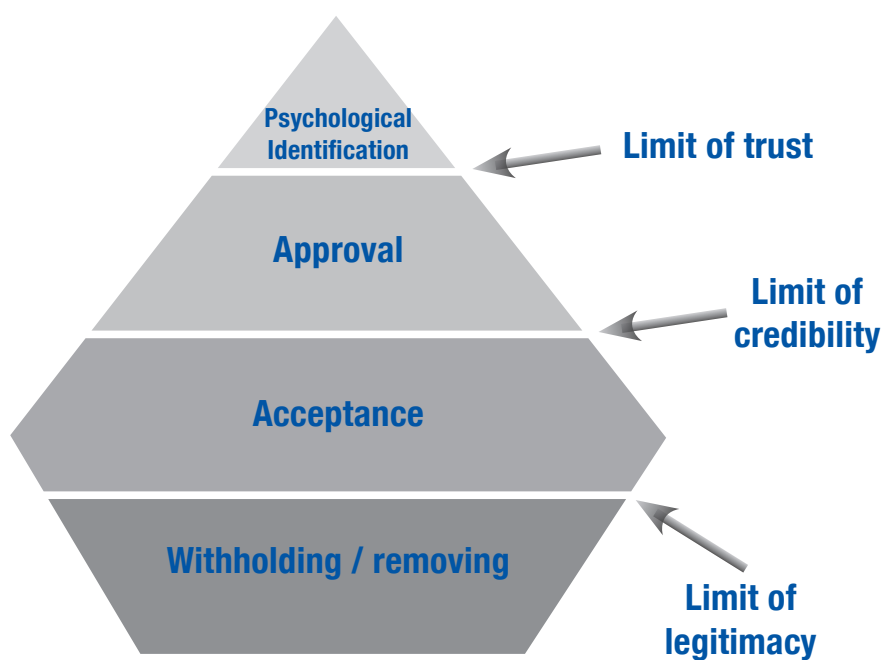 Psychological
Identification
Limit of trust
Approval
Limit of
credibility
Acceptance
Withholding / removing
Limit of
legitimacy